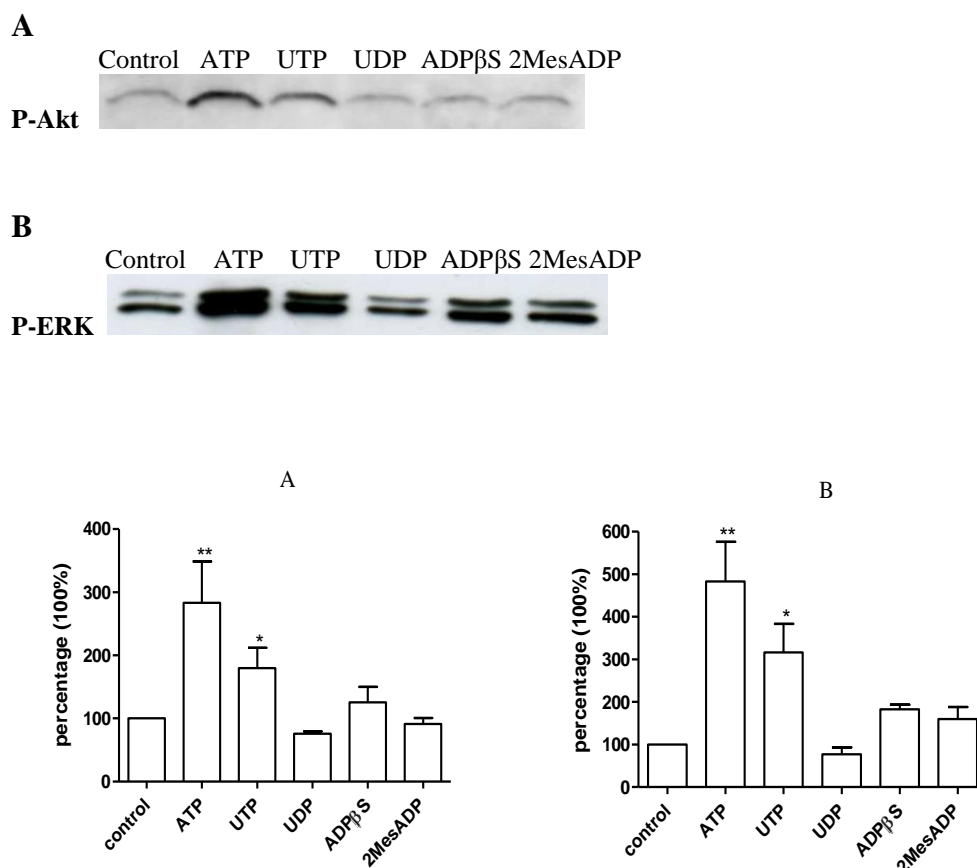 A
Control ATP UTP UDP ADPβS 2MesADP
P-Akt
B
Control ATP UTP UDP ADPβS 2MesADP
P-ERK
A
percentage (100%)
400
300
200
100
0
**
*
control ATP UTP UDP ADPβS 2MesADP
B
percentage (100%)
600
500
400
300
200
100
0
**
*
control ATP UTP UDP ADPβS 2MesADP